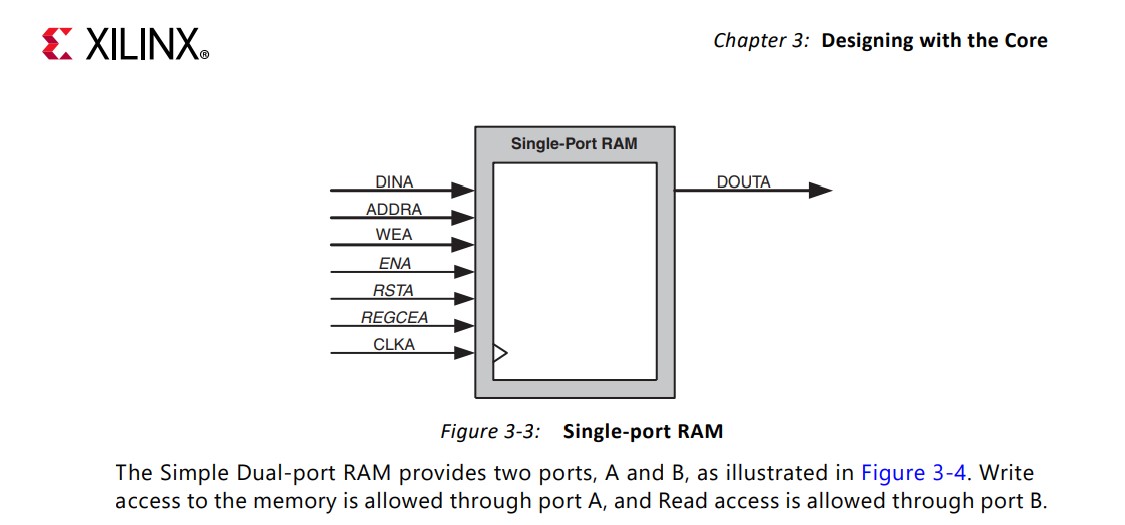 XILINX®
Chapter 3: Designing with the Core
Single-Port RAM
DINA
DOUTA
ADDRA
WEA
ENA
RSTA
REGCEA
CLKA
Figure 3-3: Single-port RAM
The Simple Dual-port RAM provides two ports, A and B, as illustrated in Figure 3-4. Write
access to the memory is allowed through port A, and Read access is allowed through port B.